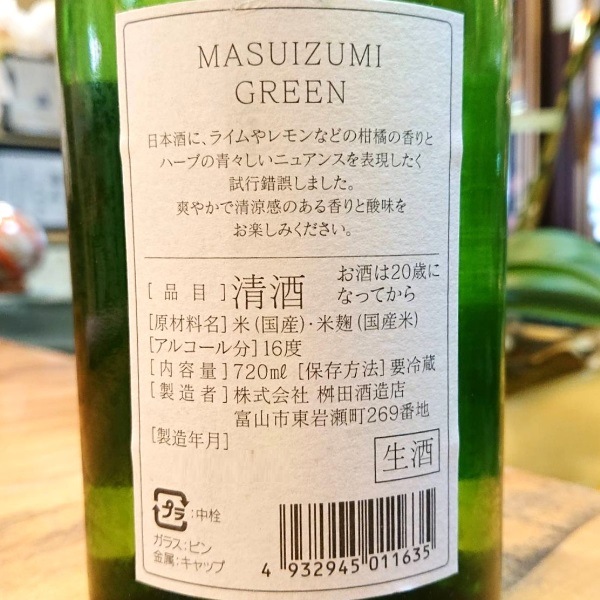 MASUIZUMI
GREEN
日本酒に、ライムやレモンなどの柑橘の香りと
ハーブの青々しいニュアンスを表現したく
試行錯誤しました。
爽やかで清涼感のある香りと酸味を
お楽しみください。
[品目] 清酒 お酒は20歳に
なってから
[原材料名] 米(国産)・米麹(国産米)
[アルコール分] 16度
[内容量] 720mℓ [保存方法] 要冷蔵
[製造者] 株式会社 桝田酒造店
富山市東岩瀬町269番地
[製造年月]
生酒
プラ :中栓
ガラス:ビン
金属:キャップ
4 932945 011635